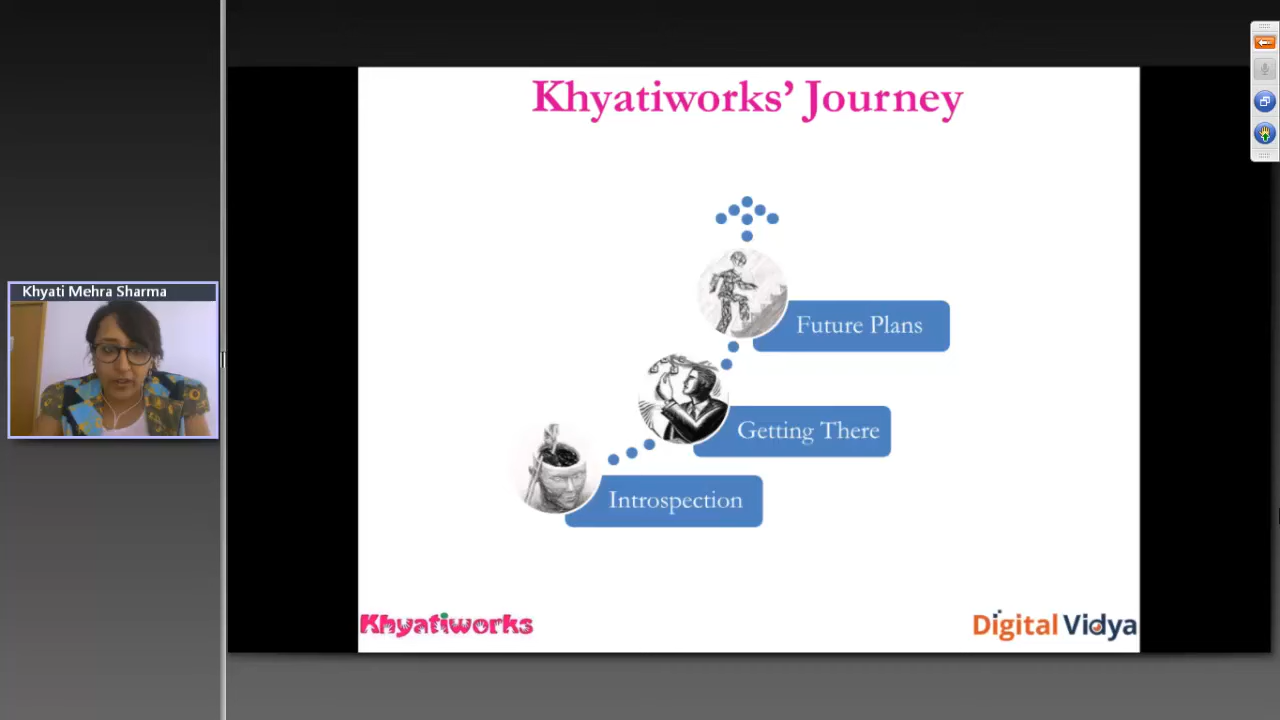 Khyatiworks’ Journey
Khyati Mehra Sharma
Future Plans
Getting There
Introspection
Khyatiworks
Digital Vidya